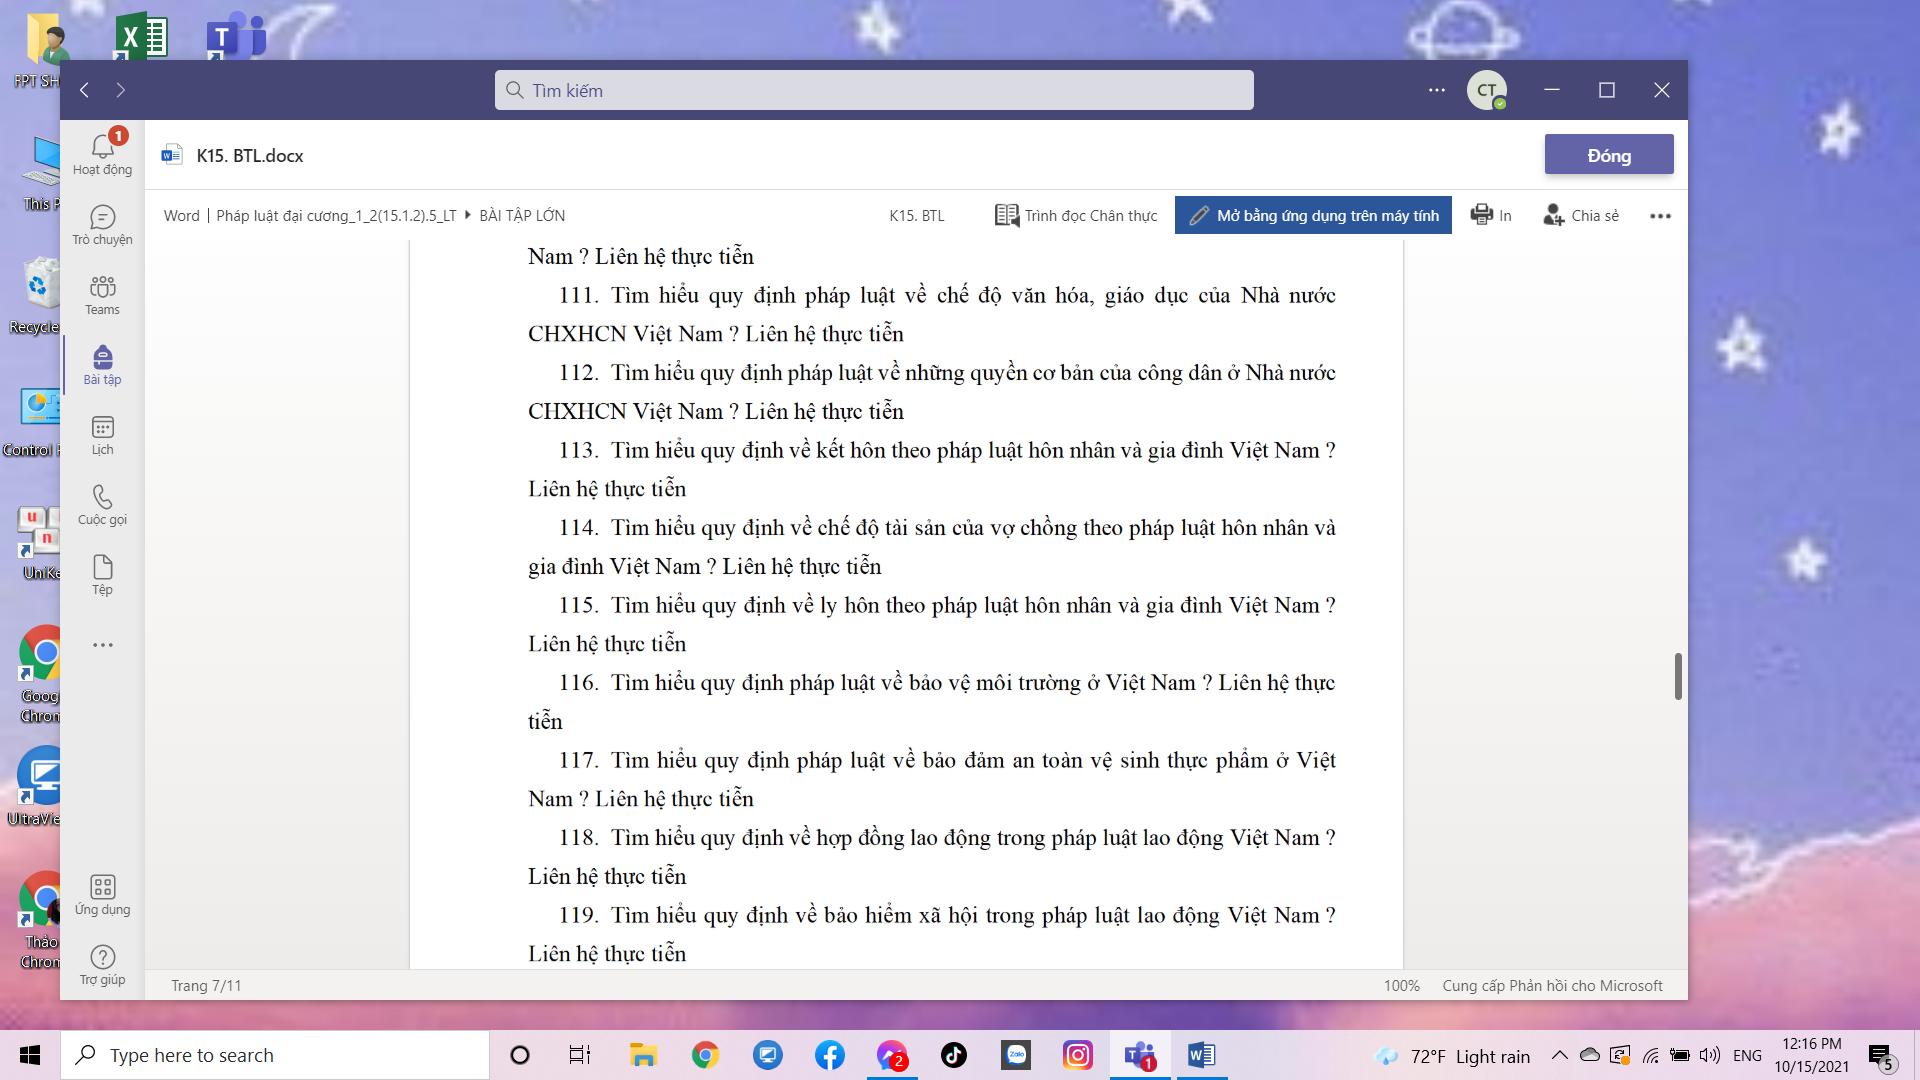 FPT SH
Tìm kiếm
CT
K15. BTL.docx
Đóng
Word | Pháp luật đại cương_1_2(15.1.2).5_LT ▸ BÀI TẬP LỚN
K15. BTL
Trình đọc Chân thực
Mở bằng ứng dụng trên máy tính
In
Chia sẻ
1
Hoạt động
Trò chuyện
Teams
Bài tập
Lịch
Cuộc gọi
Tệp
Ứng dụng
Trợ giúp
This P
Recycle
Control
UniKe
Goog
Chrom
UltraVie
Thảo
Chrom
Nam ? Liên hệ thực tiễn
111. Tìm hiểu quy định pháp luật về chế độ văn hóa, giáo dục của Nhà nước
CHXHCN Việt Nam ? Liên hệ thực tiễn
112. Tìm hiểu quy định pháp luật về những quyền cơ bản của công dân ở Nhà nước
CHXHCN Việt Nam ? Liên hệ thực tiễn
113. Tìm hiểu quy định về kết hôn theo pháp luật hôn nhân và gia đình Việt Nam ?
Liên hệ thực tiễn
114. Tìm hiểu quy định về chế độ tài sản của vợ chồng theo pháp luật hôn nhân và
gia đình Việt Nam ? Liên hệ thực tiễn
115. Tìm hiểu quy định về ly hôn theo pháp luật hôn nhân và gia đình Việt Nam ?
Liên hệ thực tiễn
116. Tìm hiểu quy định pháp luật về bảo vệ môi trường ở Việt Nam ? Liên hệ thực
tiễn
117. Tìm hiểu quy định pháp luật về bảo đảm an toàn vệ sinh thực phẩm ở Việt
Nam ? Liên hệ thực tiễn
118. Tìm hiểu quy định về hợp đồng lao động trong pháp luật lao động Việt Nam ?
Liên hệ thực tiễn
119. Tìm hiểu quy định về bảo hiểm xã hội trong pháp luật lao động Việt Nam ?
Liên hệ thực tiễn
Trang 7/11
100%
Cung cấp Phản hồi cho Microsoft
Type here to search
2
Zalo
1
72°F Light rain
ENG
12:16 PM
10/15/2021
5